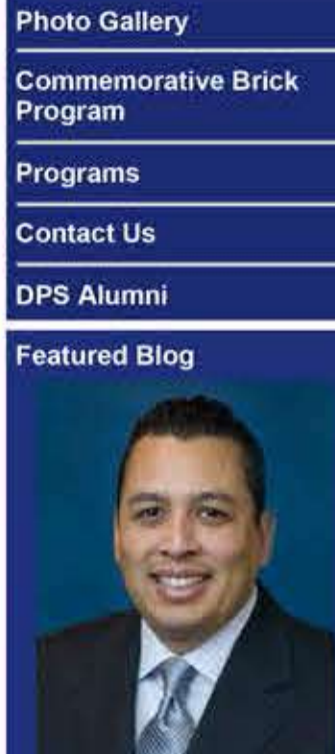 Photo Gallery
Commemorative Brick
Program
Programs
Contact Us
DPS Alumni
Featured Blog